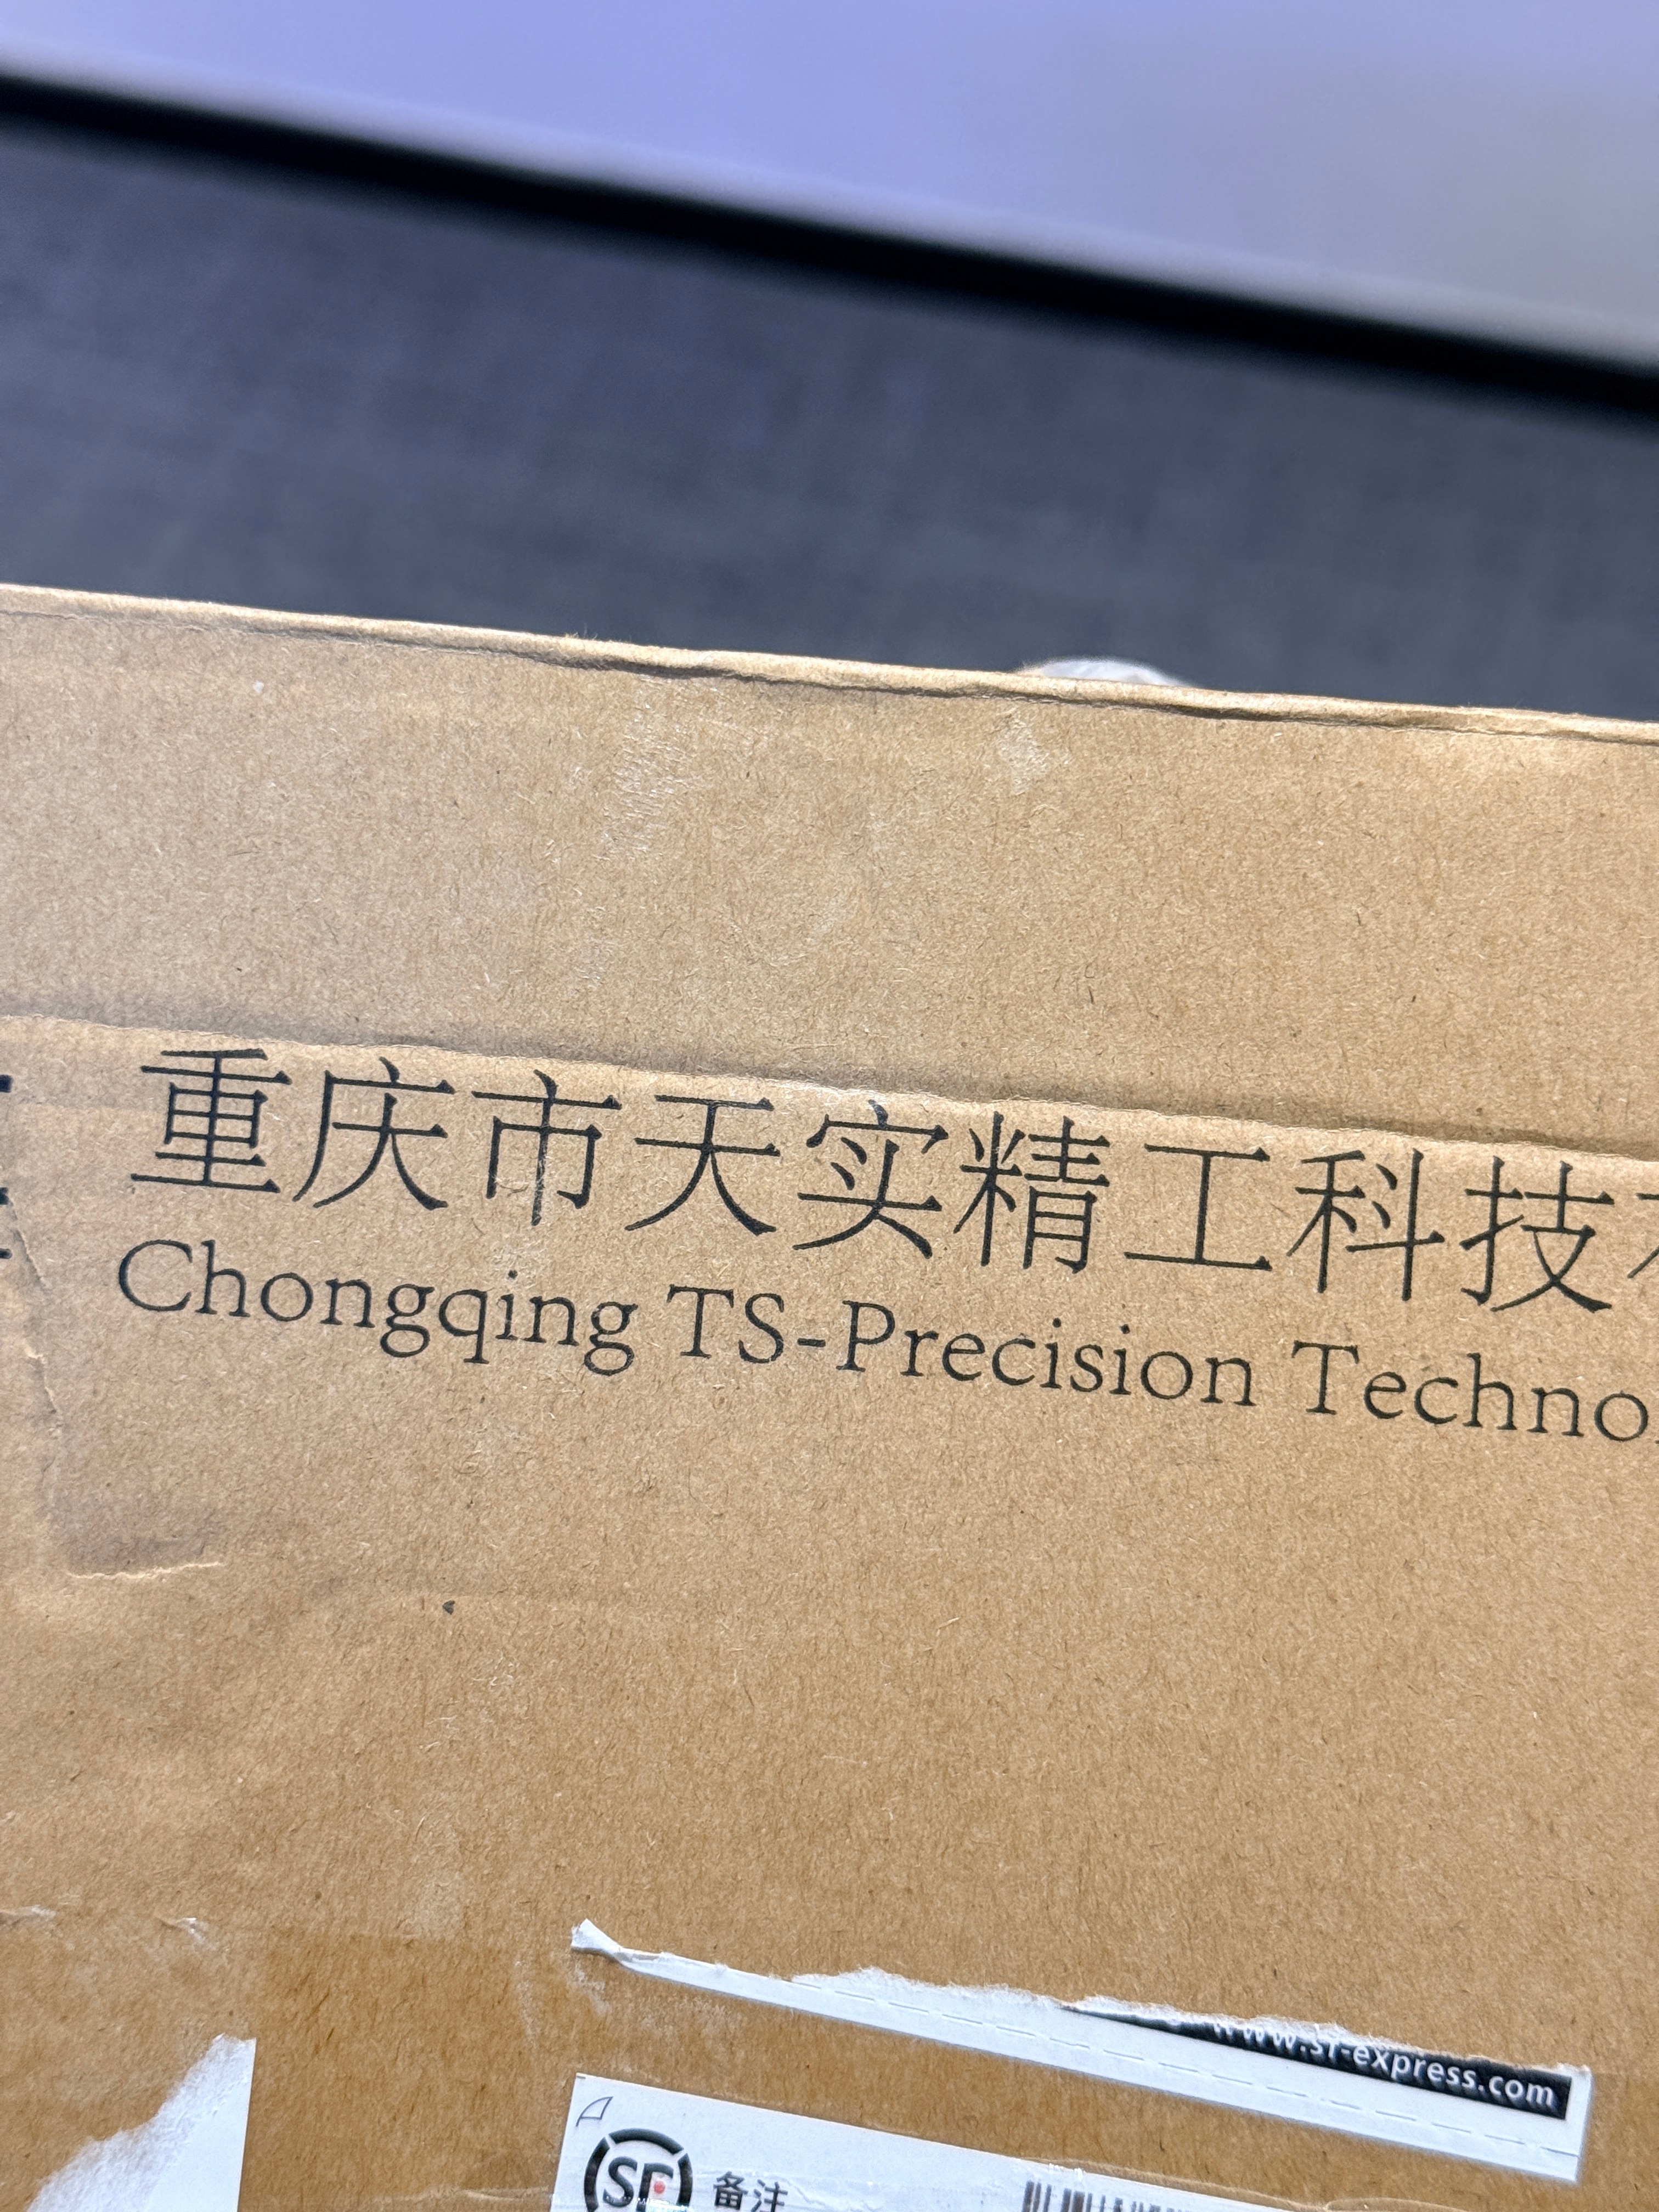 重庆市天实精工科技
Chongqing TS-Precision Techno
www.sf-express.com
SF 备注